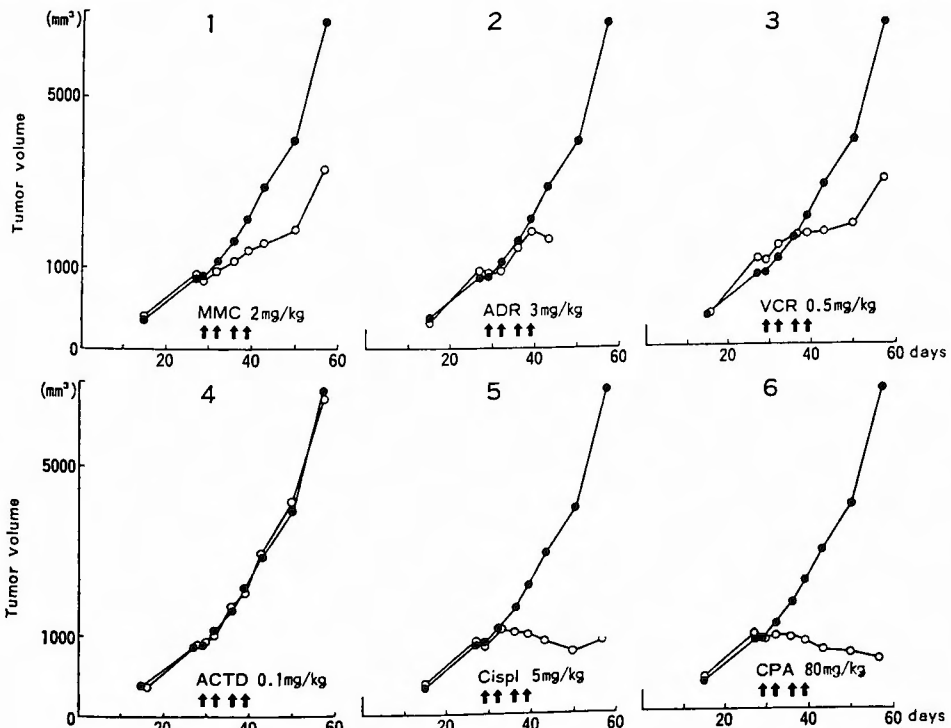 (mm³)
1
2
3
5000
1000
0
Tumor volume
MMC 2mg/kg
ADR 3mg/kg
VCR 0.5mg/kg
20 40 60
20 40 60
20 40 60 days
(mm³)
4
5
6
5000
1000
0
Tumor volume
ACTD 0.1mg/kg
Cispl 5mg/kg
CPA 80mg/kg
20 40 60
20 40 60
20 40 60 days